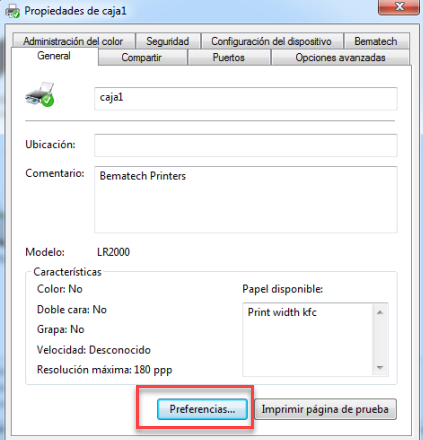 Propiedades de caja1
Administración del color Seguridad Configuración del dispositivo Bematech
General Compartir Puertos Opciones avanzadas
caja1
Ubicación:
Comentario: Bematech Printers
Modelo: LR2000
Características
Color: No Papel disponible:
Doble cara: No Print width kfc
Grapa: No
Velocidad: Desconocido
Resolución máxima: 180 ppp
Preferencias... Imprimir página de prueba